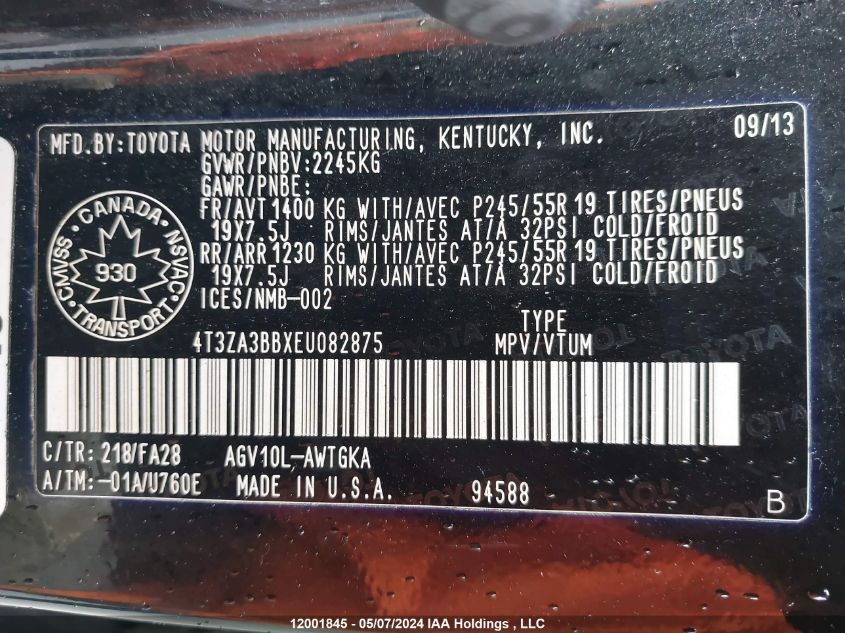 MFD.BY:TOYOTA MOTOR MANUFACTURING, KENTUCKY, INC. 09/13
GVWR/PNBV:2245KG
GAWR/PNBE:
FR/AVT 1400 KG WITH/AVEC P245/55R 19 TIRES/PNEUS
19X7.5J RIMS/JANTES AT/A 32PSI COLD/FROID
RR/ARR 1230 KG WITH/AVEC P245/55R 19 TIRES/PNEUS
19X7.5J RIMS/JANTES AT/A 32PSI COLD/FROID
ICES/NMB-002
CANADA
CMVSS 930 NSVAC
TRANSPORT
TYPE
4T3ZA3BBXEU082875 MPV/VTUM
C/TR: 218/FA28 AGV10L-AWTGKA
A/TM: -01A/U760E MADE IN U.S.A. 94588
B
TOYOTA
12001845 - 05/07/2024 IAA Holdings , LLC